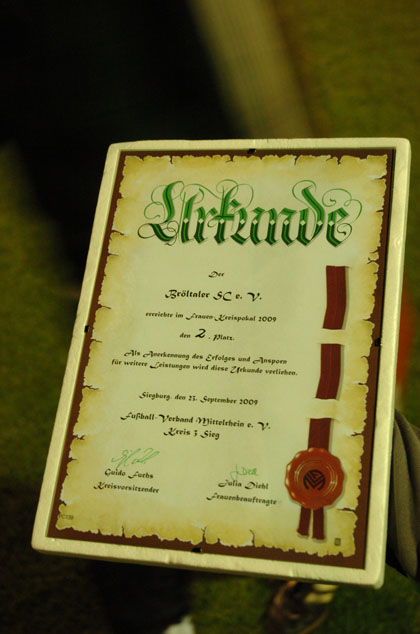 Urkunde
Der
Bröltaler SC e. V.
erreichte im Frauen-Kreispokal 2009
den 2. Platz.
Als Anerkennung des Erfolges und Ansporn
für weitere Leistungen wird diese Urkunde verliehen.
Siegburg, den 23. September 2009
Fußball-Verband Mittelrhein e. V.
Kreis 3 Sieg
Guido Fuchs
Kreisvorsitzender
Julia Diehl
Frauenbeauftragte